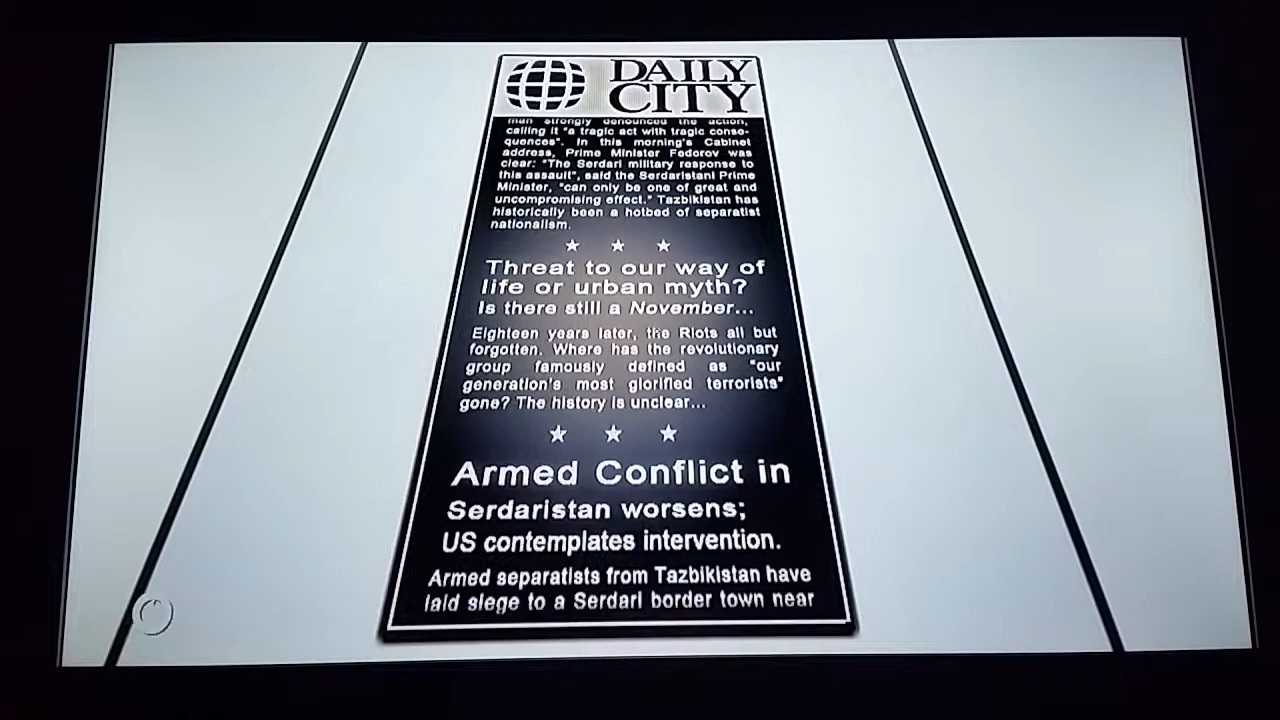 DAILY
CITY
man strongly denounced the action,
calling it "a tragic act with tragic conse-
quences". In this morning's Cabinet
address, Prime Minister Fedorov was
clear: "The Serdari military response to
this assault", said the Serdaristani Prime
Minister, "can only be one of great and
uncompromising effect." Tazbikistan has
historically been a hotbed of separatist
nationalism.
Threat to our way of
life or urban myth?
Is there still a November...
Eighteen years later, the Riots all but
forgotten. Where has the revolutionary
group famously defined as "our
generation's most glorified terrorists"
gone? The history is unclear...
Armed Conflict in
Serdaristan worsens;
US contemplates intervention.
Armed separatists from Tazbikistan have
laid siege to a Serdari border town near